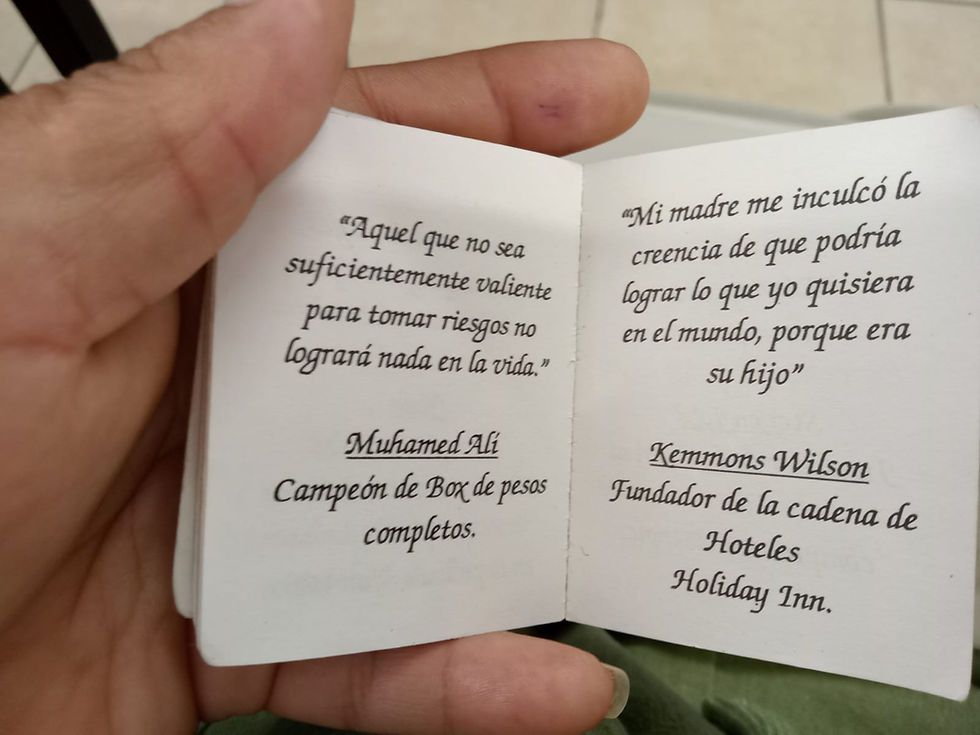 “Aquel que no sea
suficientemente valiente
para tomar riesgos no
logrará nada en la vida.”
Muhamed Alí
Campeón de Box de pesos
completos.
“Mi madre me inculcó la
creencia de que podría
lograr lo que yo quisiera
en el mundo, porque era
su hijo”
Kemmons Wilson
Fundador de la cadena de
Hoteles
Holiday Inn.